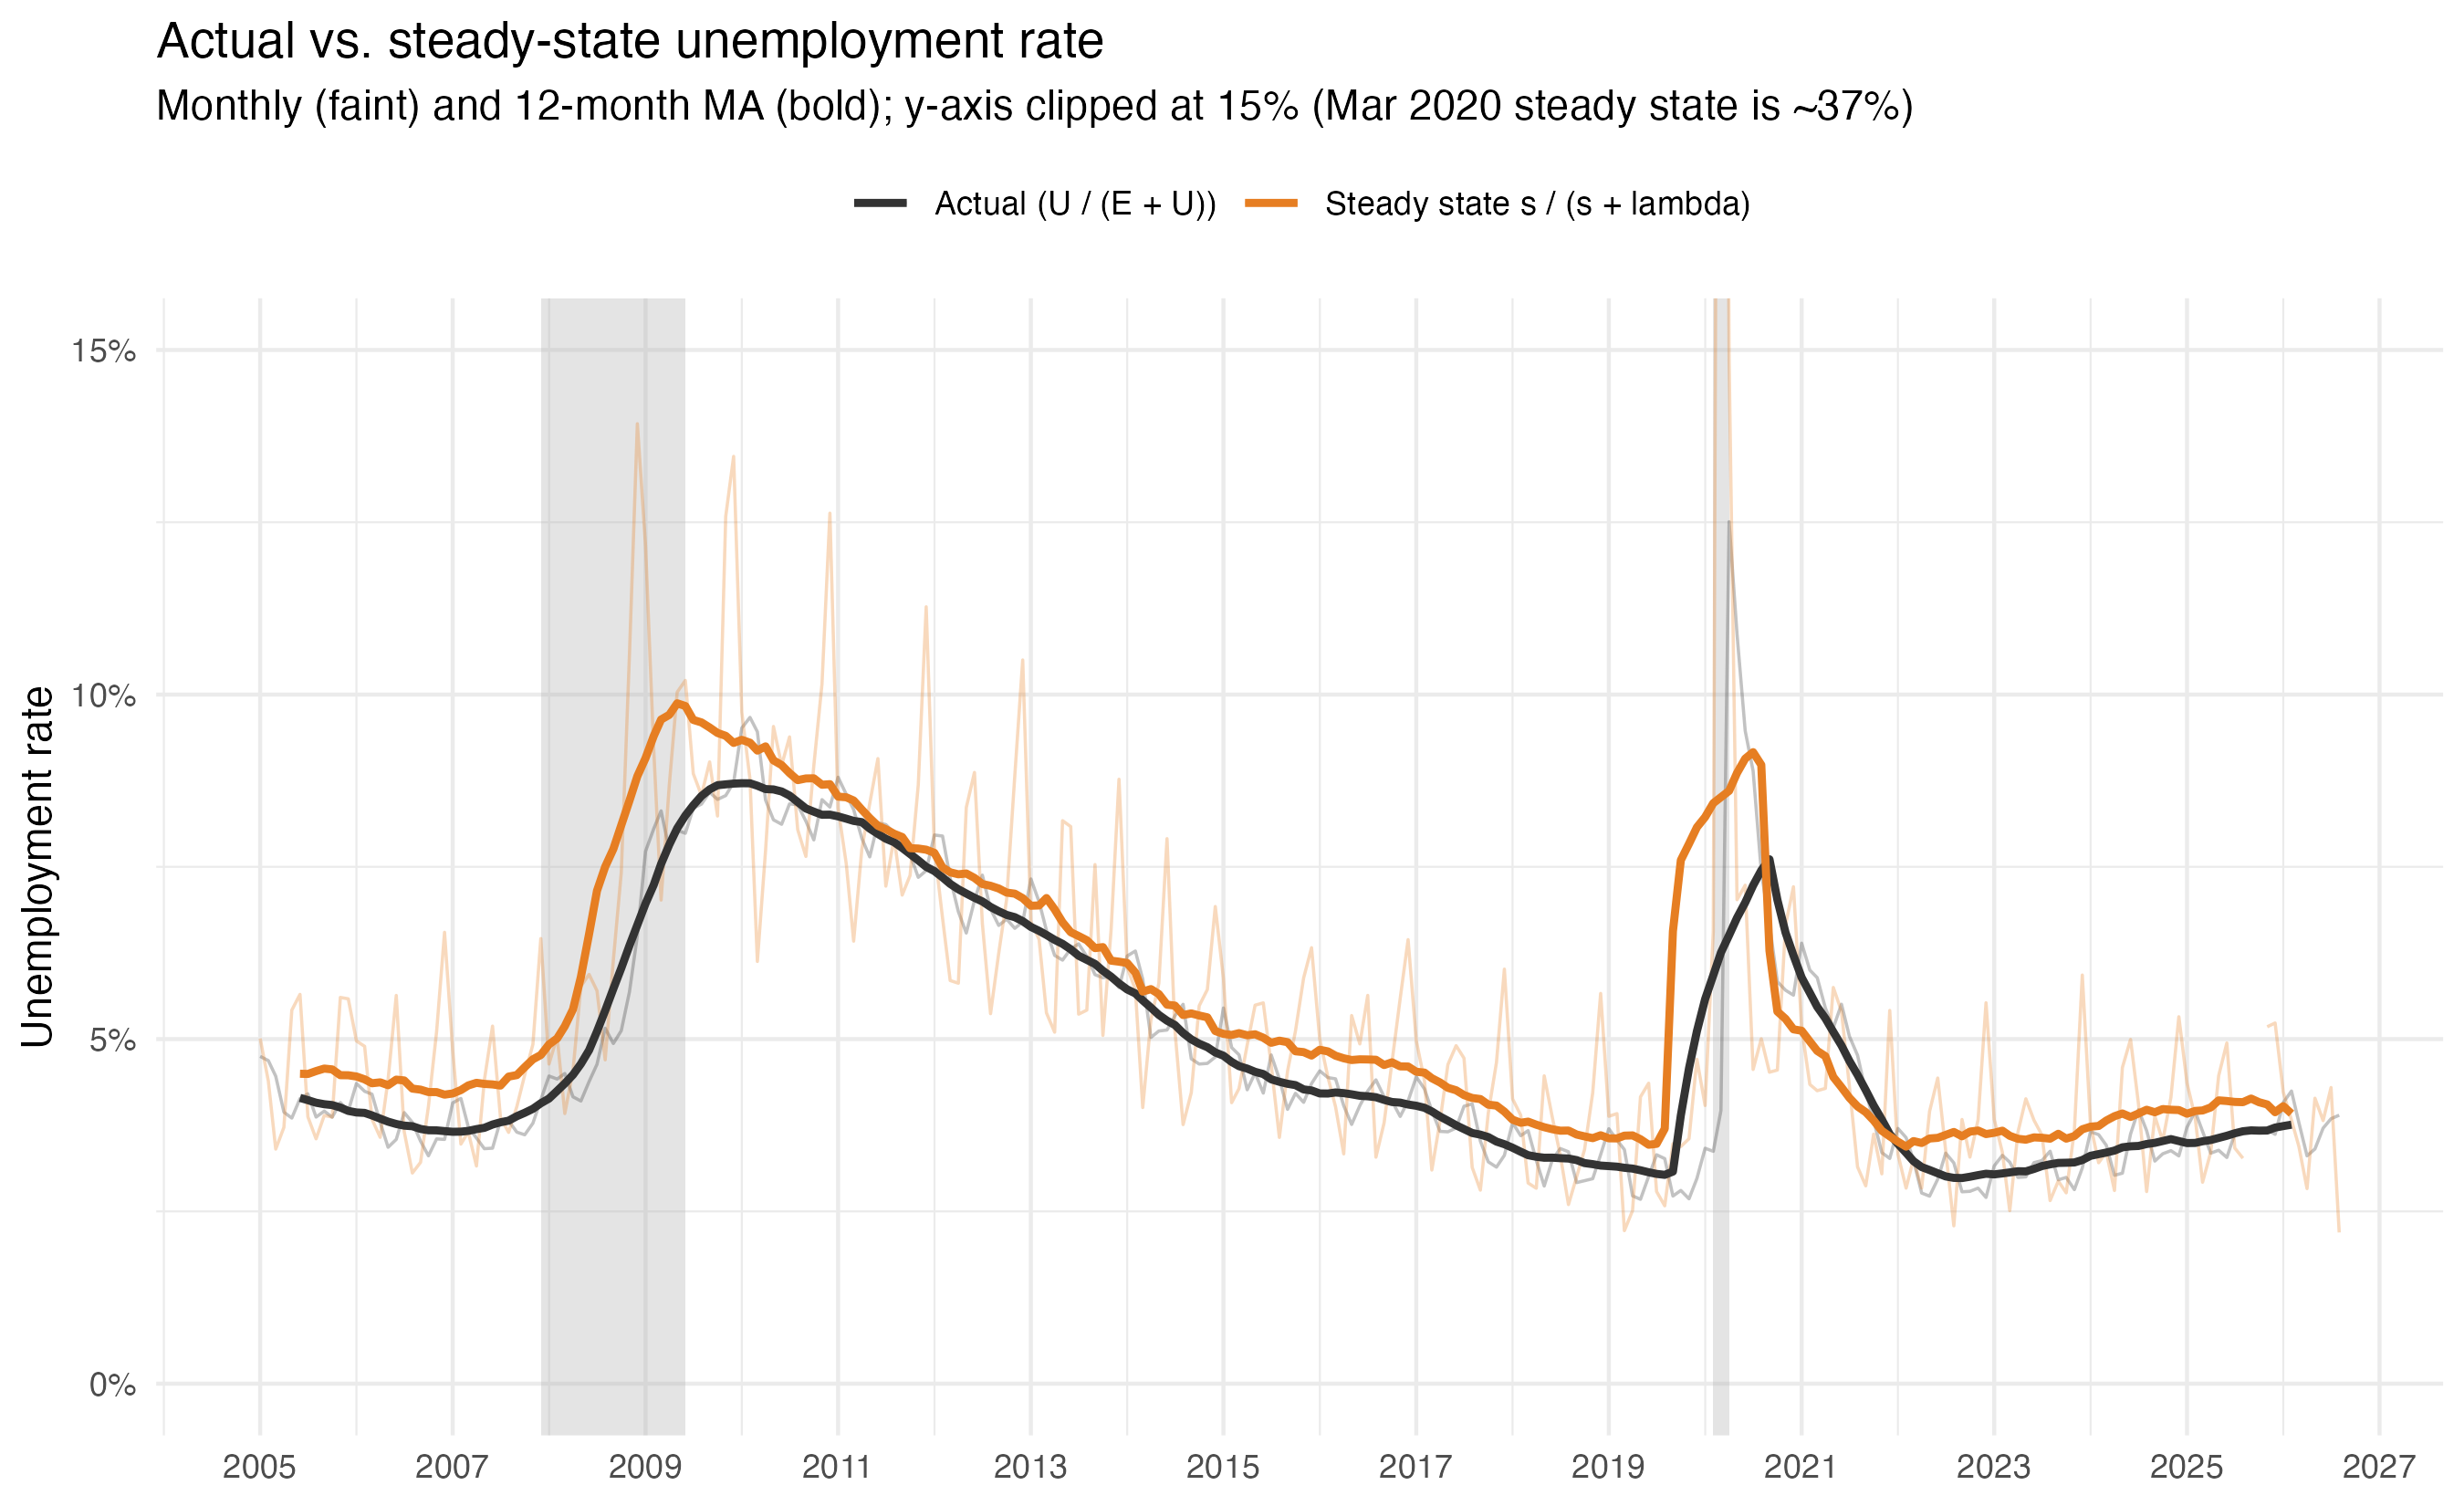 Actual vs. steady-state unemployment rate
Monthly (faint) and 12-month MA (bold); y-axis clipped at 15% (Mar 2020 steady state is ~37%)
Actual (U / (E + U)) Steady state s / (s + lambda)
Unemployment rate
15%
10%
5%
0%
2005 2007 2009 2011 2013 2015 2017 2019 2021 2023 2025 2027